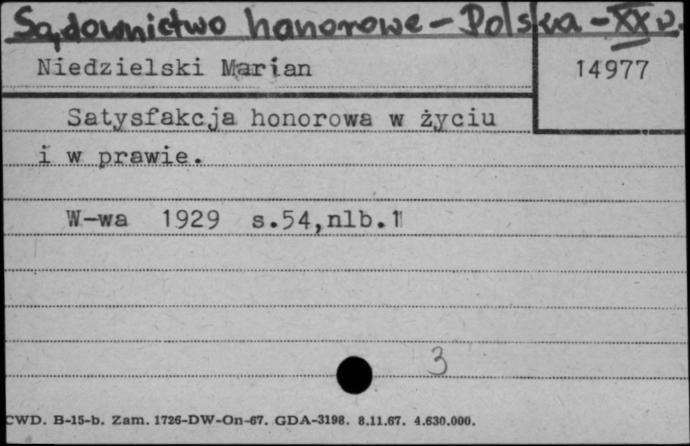 Sądownictwo honorowe - Polska - XX w.
Niedzielski Marian
14977
Satysfakcja honorowa w życiu
i w prawie.
W-wa 1929 s.54,nlb.1
3
CWD. B-15-b. Zam. 1726-DW-On-67. GDA-3198. 8.11.67. 4.630.000.